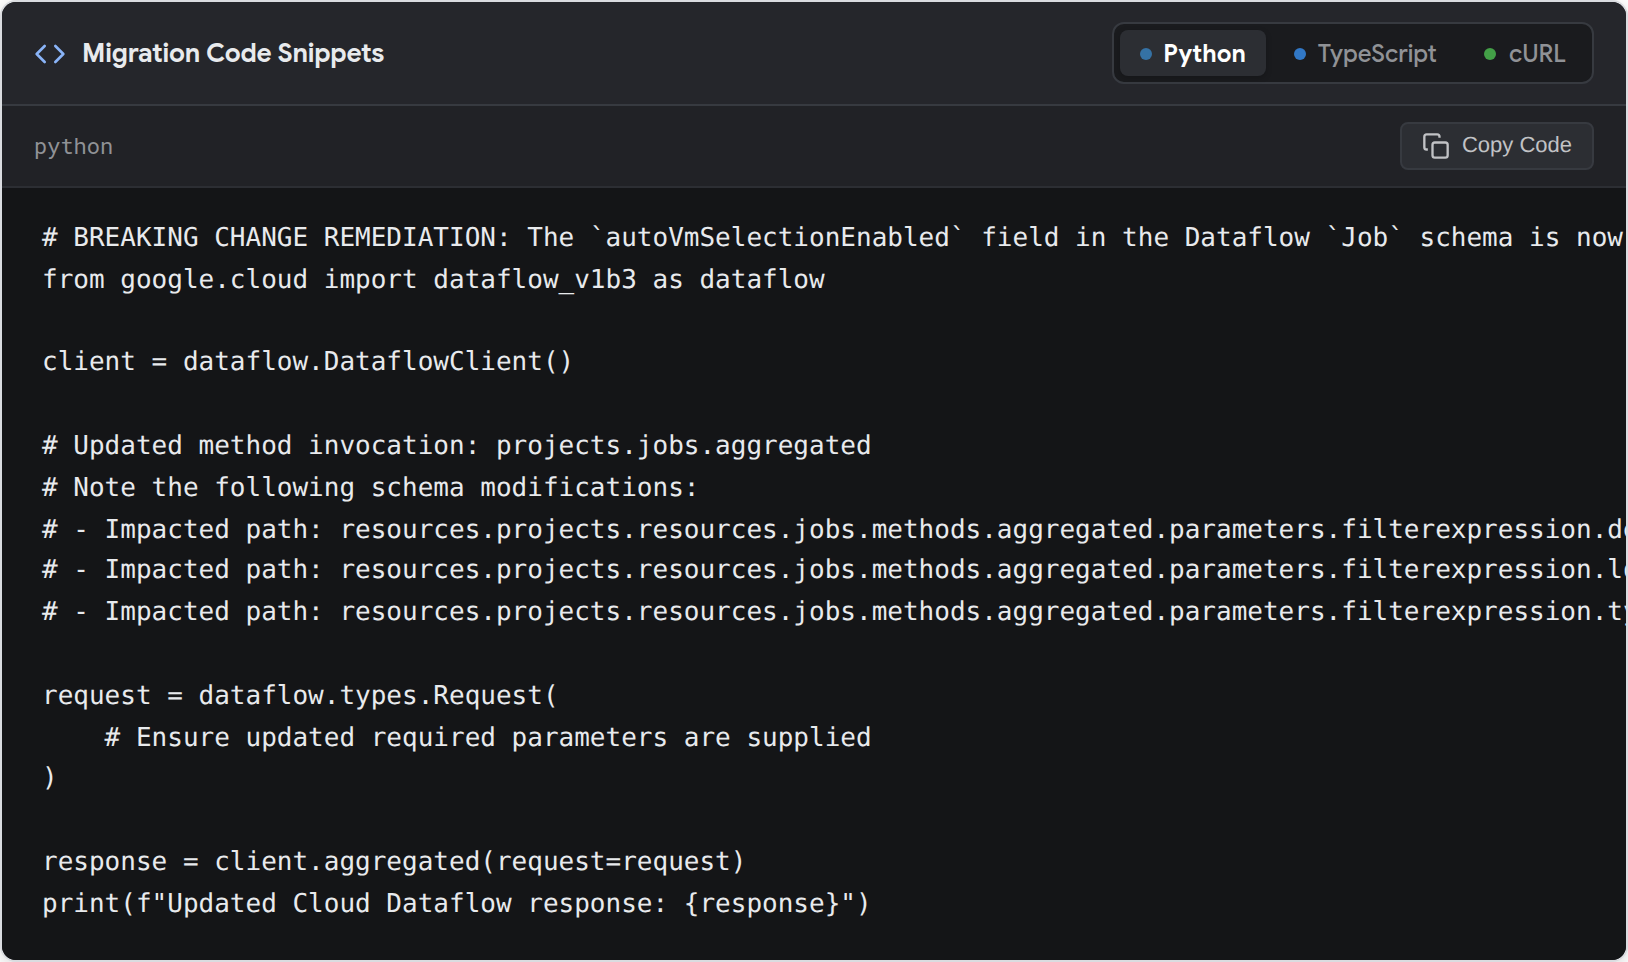 Migration Code Snippets
Python
TypeScript
cURL
python
Copy Code
# BREAKING CHANGE REMEDIATION: The `autoVmSelectionEnabled` field in the Dataflow `Job` schema is now
from google.cloud import dataflow_v1b3 as dataflow
client = dataflow.DataflowClient()
# Updated method invocation: projects.jobs.aggregated
# Note the following schema modifications:
# - Impacted path: resources.projects.resources.jobs.methods.aggregated.parameters.filterexpression.d
# - Impacted path: resources.projects.resources.jobs.methods.aggregated.parameters.filterexpression.l
# - Impacted path: resources.projects.resources.jobs.methods.aggregated.parameters.filterexpression.t
request = dataflow.types.Request(
    # Ensure updated required parameters are supplied
)
response = client.aggregated(request=request)
print(f"Updated Cloud Dataflow response: {response}")